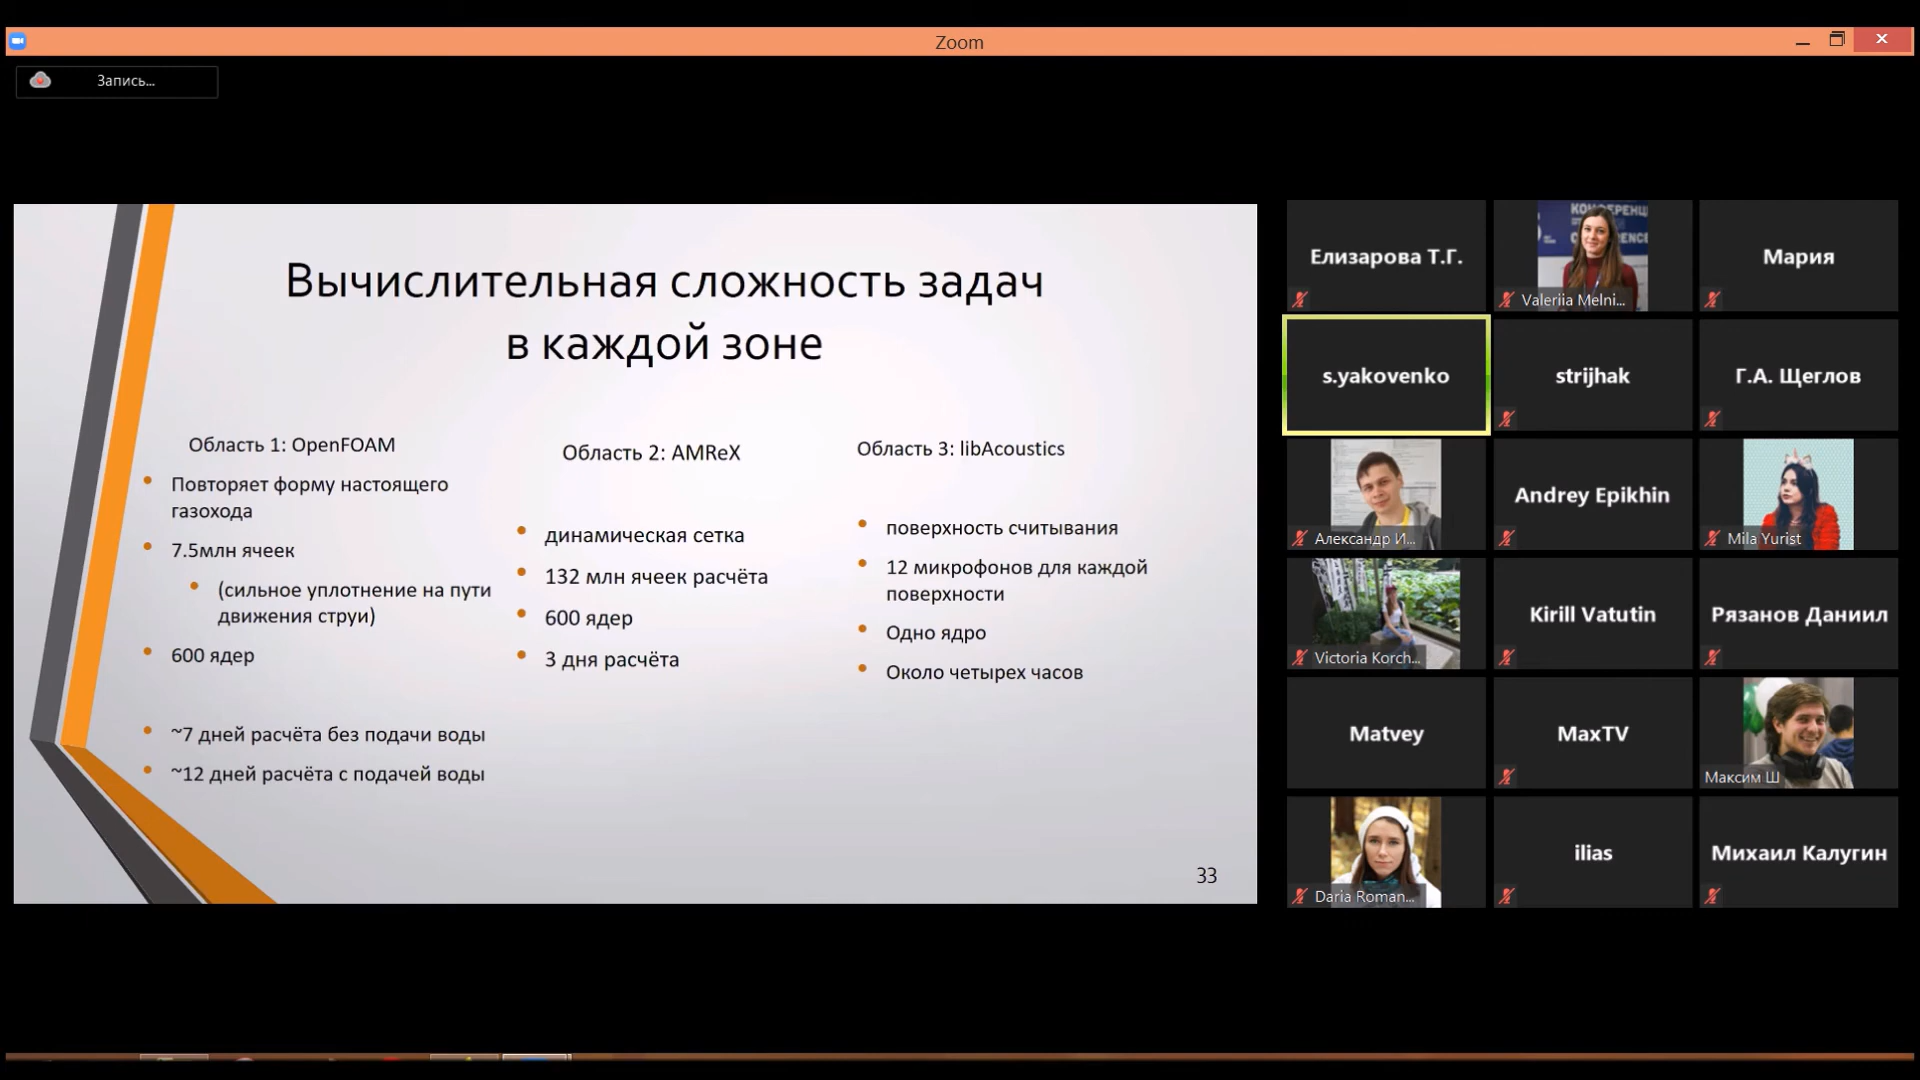 Zoom
Запись...
Вычислительная сложность задач
в каждой зоне
Область 1: OpenFOAM
Повторяет форму настоящего
газохода
7.5млн ячеек
(сильное уплотнение на пути
движения струи)
600 ядер
~7 дней расчёта без подачи воды
~12 дней расчёта с подачей воды
Область 2: AMReX
динамическая сетка
132 млн ячеек расчёта
600 ядер
3 дня расчёта
Область 3: libAcoustics
поверхность считывания
12 микрофонов для каждой
поверхности
Одно ядро
Около четырех часов
33
Елизарова Т.Г.
Valeriia Melni...
Мария
s.yakovenko
strijhak
Г.А. Щеглов
Александр И...
Andrey Epikhin
Mila Yurist
Victoria Korch...
Kirill Vatutin
Рязанов Даниил
Matvey
MaxTV
Максим Ш
Daria Roman...
ilias
Михаил Калугин